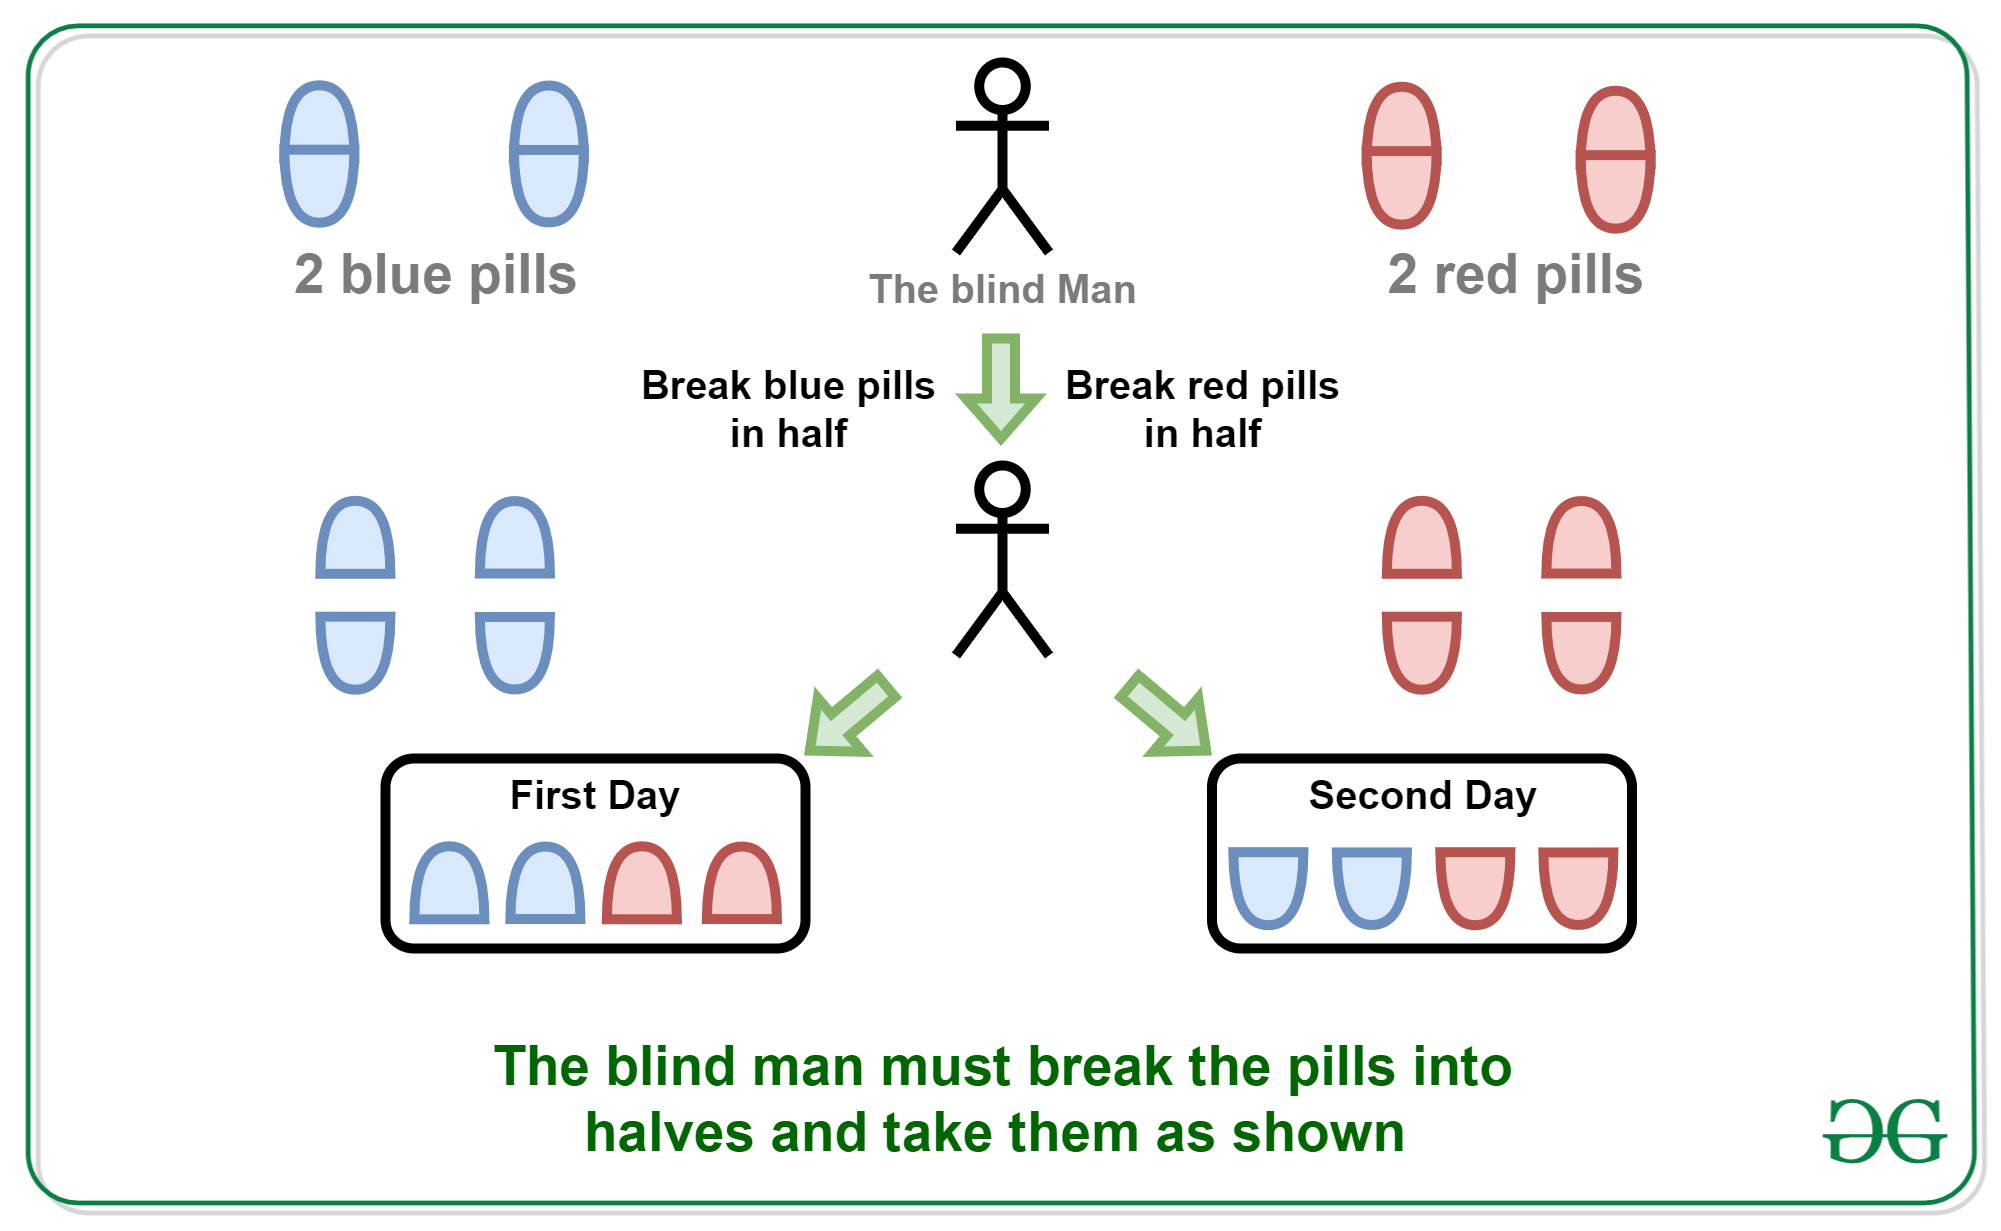 2 blue pills
The blind Man
2 red pills
Break blue pills
in half
Break red pills
in half
First Day
Second Day
The blind man must break the pills into
halves and take them as shown